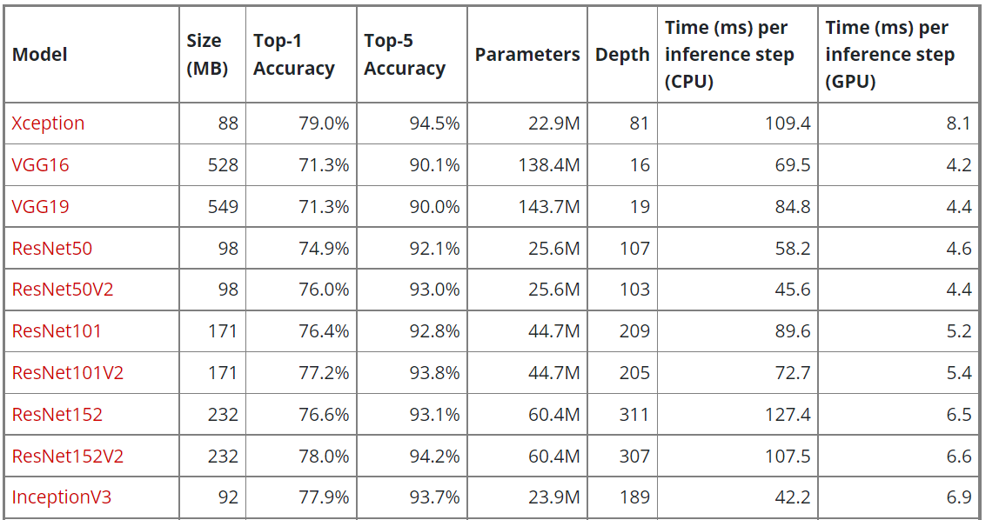 Model Size (MB) Top-1 Accuracy Top-5 Accuracy Parameters Depth Time (ms) per inference step (CPU) Time (ms) per inference step (GPU)
Xception 88 79.0% 94.5% 22.9M 81 109.4 8.1
VGG16 528 71.3% 90.1% 138.4M 16 69.5 4.2
VGG19 549 71.3% 90.0% 143.7M 19 84.8 4.4
ResNet50 98 74.9% 92.1% 25.6M 107 58.2 4.6
ResNet50V2 98 76.0% 93.0% 25.6M 103 45.6 4.4
ResNet101 171 76.4% 92.8% 44.7M 209 89.6 5.2
ResNet101V2 171 77.2% 93.8% 44.7M 205 72.7 5.4
ResNet152 232 76.6% 93.1% 60.4M 311 127.4 6.5
ResNet152V2 232 78.0% 94.2% 60.4M 307 107.5 6.6
InceptionV3 92 77.9% 93.7% 23.9M 189 42.2 6.9